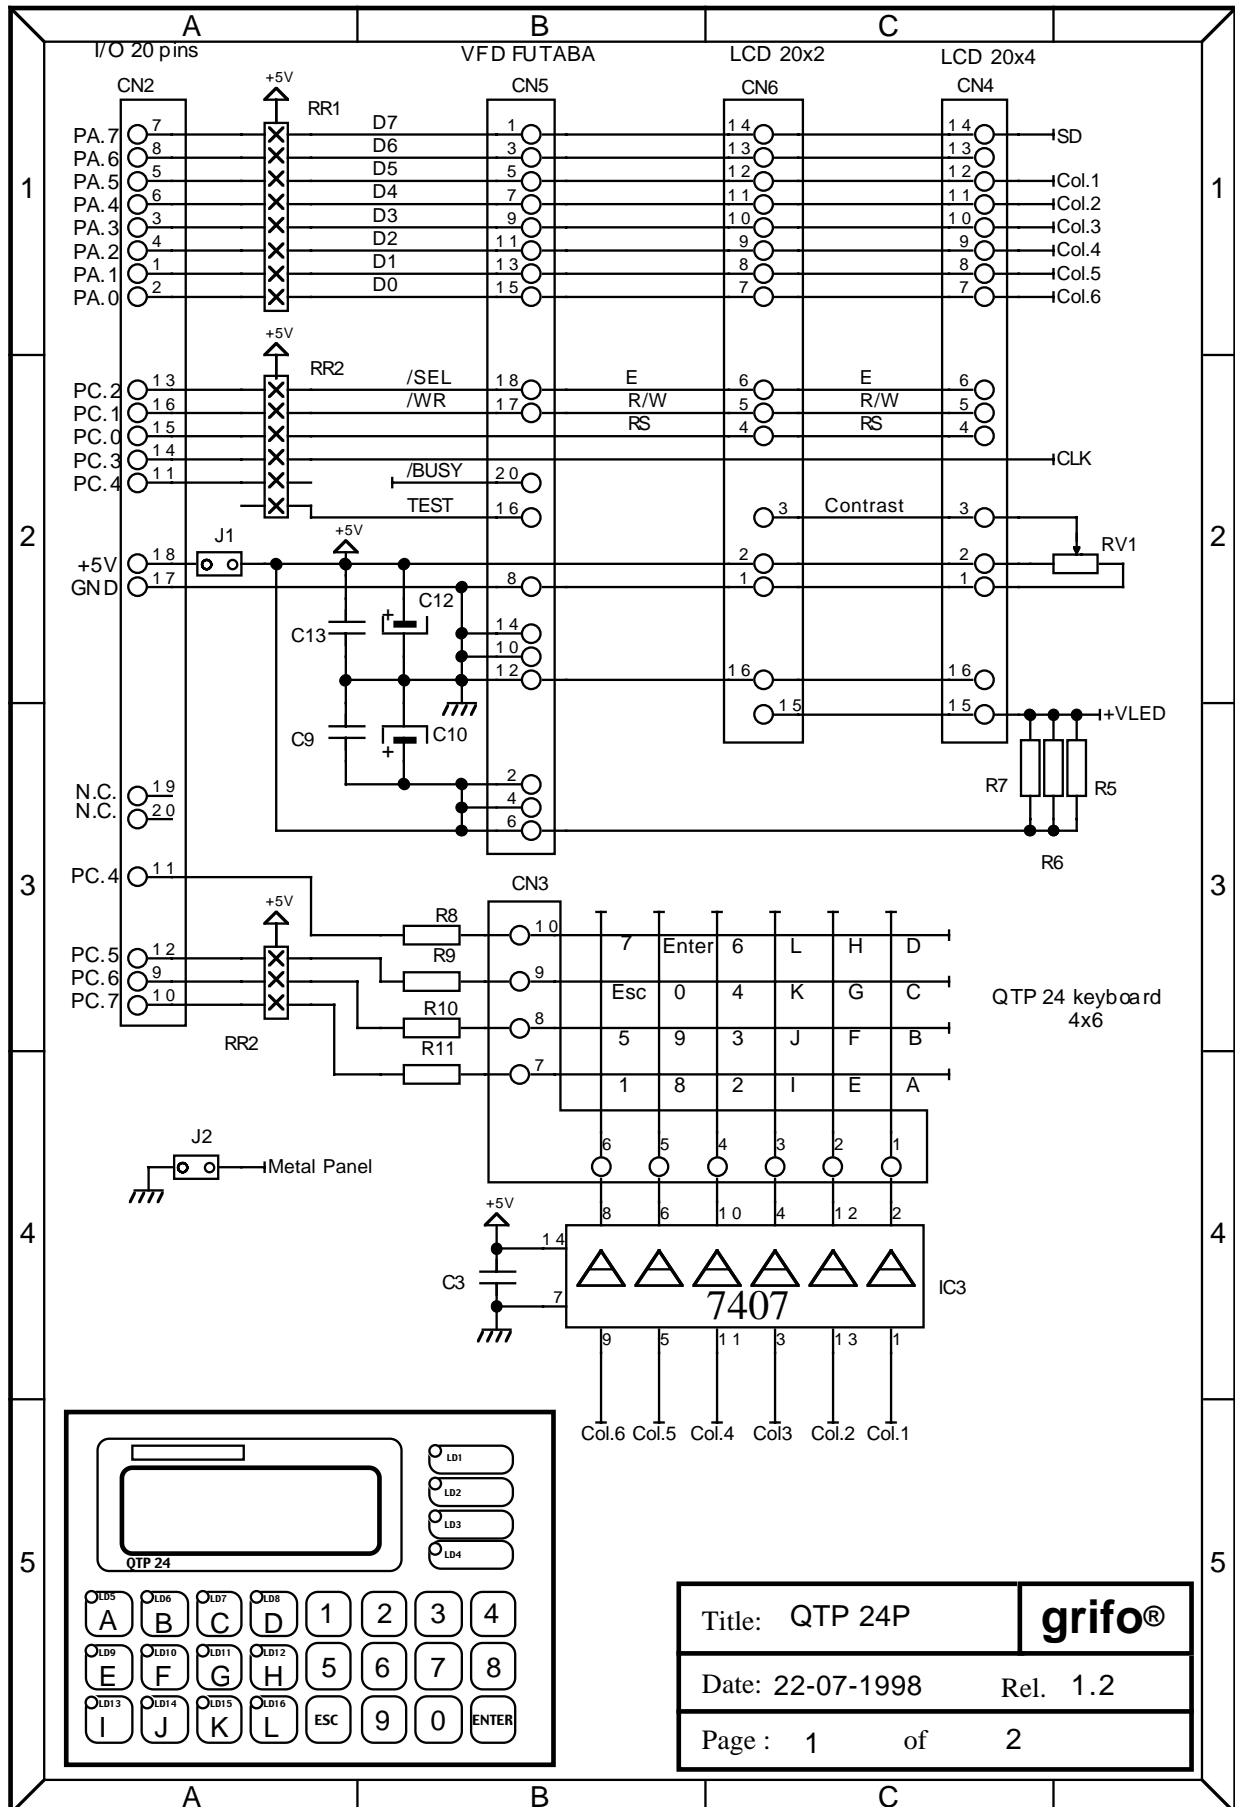 A B C
I/O 20 pins VFD FUTABA LCD 20x2 LCD 20x4
CN2 +5V RR1 CN5 CN6 CN4
PA.7 7 D7 1 14 14 SD
PA.6 8 D6 3 13 13
PA.5 5 D5 5 12 12 Col.1
PA.4 6 D4 7 11 11 Col.2
PA.3 3 D3 9 10 10 Col.3
PA.2 4 D2 11 9 9 Col.4
PA.1 1 D1 13 8 8 Col.5
PA.0 2 D0 15 7 7 Col.6
1 1
+5V
RR2
PC.2 13 /SEL 18 E 6 E 6
PC.1 16 /WR 17 R/W 5 R/W 5
PC.0 15 RS 4 RS 4
PC.3 14 CLK
PC.4 11 /BUSY 20
TEST 16 3 Contrast 3
2 2
J1 +5V RV1
+5V 18 2 2
GND 17 8 1 1
C13 + C12 14
10
12 16 16
15 15 +VLED
C9 + C10
R7 R5
R6
N.C. 19 2
N.C. 20 4
6
3 3
PC.4 11 CN3
+5V R8 10 7 Enter 6 L H D
PC.5 12 R9 9 Esc 0 4 K G C
PC.6 9 R10 8 5 9 3 J F B
PC.7 10 R11 7 1 8 2 I E A
RR2
QTP 24 keyboard
4x6
J2 6 5 4 3 2 1
Metal Panel
4 4
+5V 8 6 10 4 12 2
14
C3 7 7407 IC3
9 5 11 3 13 1
Col.6 Col.5 Col.4 Col3 Col.2 Col.1
LD1
LD2
LD3
LD4
QTP 24
5 5
LD5 A LD6 B LD7 C LD8 D 1 2 3 4
LD9 E LD10 F LD11 G LD12 H 5 6 7 8
LD13 I LD14 J LD15 K LD16 L ESC 9 0 ENTER
Title: QTP 24P grifo®
Date: 22-07-1998 Rel. 1.2
Page : 1 of 2
A B C